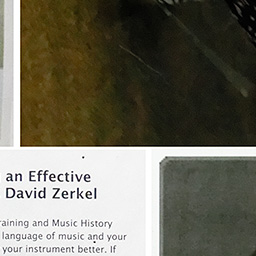 an Effective
David Zerkel
raining and Music History
language of music and your
your instrument better. If